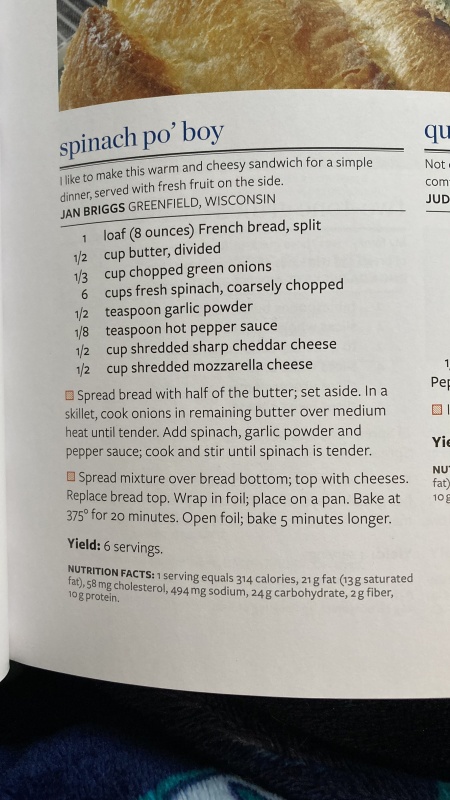 spinach po' boy
I like to make this warm and cheesy sandwich for a simple
dinner, served with fresh fruit on the side.
JAN BRIGGS GREENFIELD, WISCONSIN
1 loaf (8 ounces) French bread, split
1/2 cup butter, divided
1/3 cup chopped green onions
6 cups fresh spinach, coarsely chopped
1/2 teaspoon garlic powder
1/8 teaspoon hot pepper sauce
1/2 cup shredded sharp cheddar cheese
1/2 cup shredded mozzarella cheese
Spread bread with half of the butter; set aside. In a
skillet, cook onions in remaining butter over medium
heat until tender. Add spinach, garlic powder and
pepper sauce; cook and stir until spinach is tender.
Spread mixture over bread bottom; top with cheeses.
Replace bread top. Wrap in foil; place on a pan. Bake at
375° for 20 minutes. Open foil; bake 5 minutes longer.
Yield: 6 servings.
NUTRITION FACTS: 1 serving equals 314 calories, 21 g fat (13 g saturated
fat), 58 mg cholesterol, 494 mg sodium, 24 g carbohydrate, 2 g fiber,
10 g protein.
qu
Not
com
JUD
Pep
Yie
NUT
fat)
10 g